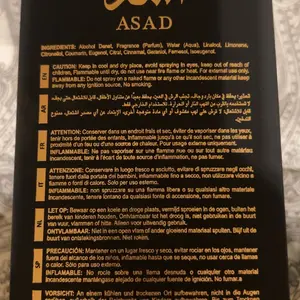 الأسد
ASAD
INGREDIENTS: Alcohol Denat, Fragrance (Parfum), Water (Aqua), Linalool, Limonene,
Citronellol, Coumarin, Eugenol, Citral, Cinnamal, Geraniol, Farnesol, Isoeugenol.
EN
CAUTION: Keep in cool and dry place, avoid spraying in eyes, keep out of reach of
children, Flammable until dry, do not use near fire flame or heat. For external use only.
FLAMMABLE: Do not spray on a naked flame or any other incandescent material keep
away from any ignition source, No smoking.
AR
FR
ATTENTION: Conservez dans un endroit frais et sec, éviter de vaporiser dans les yeux,
tenir hors de portée des enfants, inflammable jusqu'à ce qu'il soit sec, ne pas utiliser à
proximité d'un feu ou d'une source de chaleur. Pour usage externe uniquement.
INFLAMMABLE: Ne pas vaporiser sur une flamme nue ou tout autre matériau
incandescent, tenir à l'écart de toute source d'inflammation, ne pas fumer.
IT
ATTENZIONE: Conservare in luogo fresco e asciutto, evitare di spruzzare negli occhi,
tenere fuori dalla portata dei bambini, infiammabile fino a secco, non utilizzare vicino a
fiamme o fonti di calore. Solo per uso esterno.
INFIAMMABILE: Non spruzzare su una fiamma libera o su qualsiasi altro materiale
incandescente. Tenere lontano da qualsiasi fonte di accensione, non fumare.
NL
LET OP: Bewaar op een koele en droge plaats, vermijd sproeien in de ogen, buiten het
bereik van kinderen houden, Ontvlambaar tot het droog is, niet gebruiken in de buurt
van vuur vlammen of hitte. Alleen voor uitwendig gebruik.
ONTVLAMBAAR: Niet in een open vlam of ander gloeiend materiaal spuiten. Blijf uit de
buurt van ontstekingsbronnen, Niet roken.
SP
PRECAUCIÓN: Mantener en un lugar fresco y seco, evitar rociar en los ojos, mantener
fuera del alcance de los niños, inflamable hasta que se seque, no usar cerca de llamas
o calor. Sólo para uso externo.
INFLAMABLE: No rocíe sobre una llama desnuda o cualquier otro material
incandescente manténgase alejado de cualquier fuente de ignición, No fumar.
VORSICHT: An einem kühlen und trockenen Ort aufbewahren, nicht in die Augen